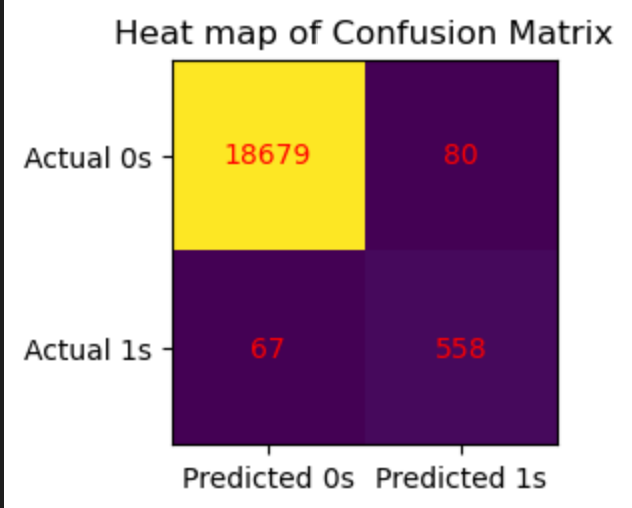 Heat map of Confusion Matrix
Actual 0s 18679 80
Actual 1s 67 558
Predicted 0s Predicted 1s